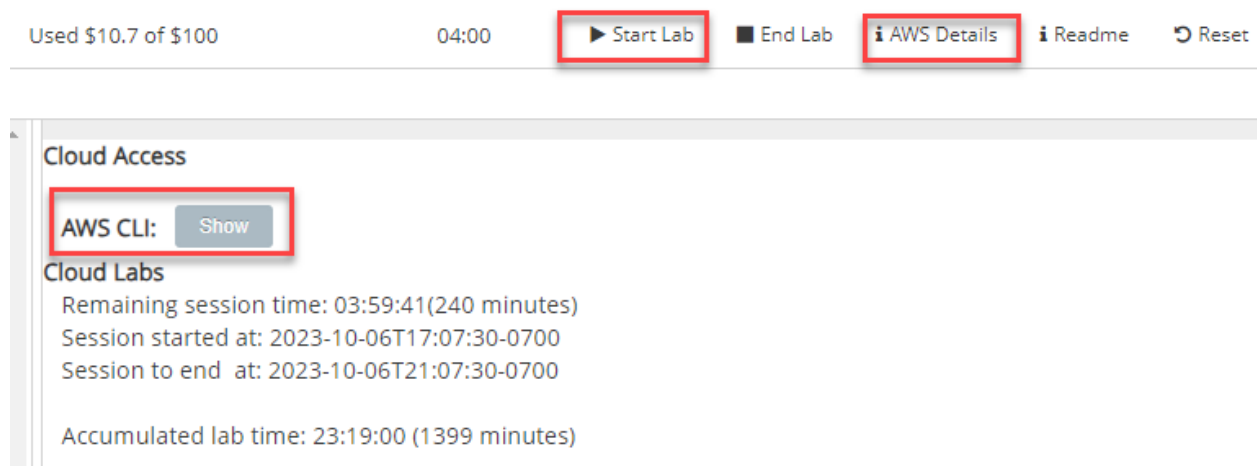 Used $10.7 of $100 04:00 Start Lab End Lab i AWS Details i Readme Reset
Cloud Access
AWS CLI: Show
Cloud Labs
Remaining session time: 03:59:41(240 minutes)
Session started at: 2023-10-06T17:07:30-0700
Session to end at: 2023-10-06T21:07:30-0700
Accumulated lab time: 23:19:00 (1399 minutes)